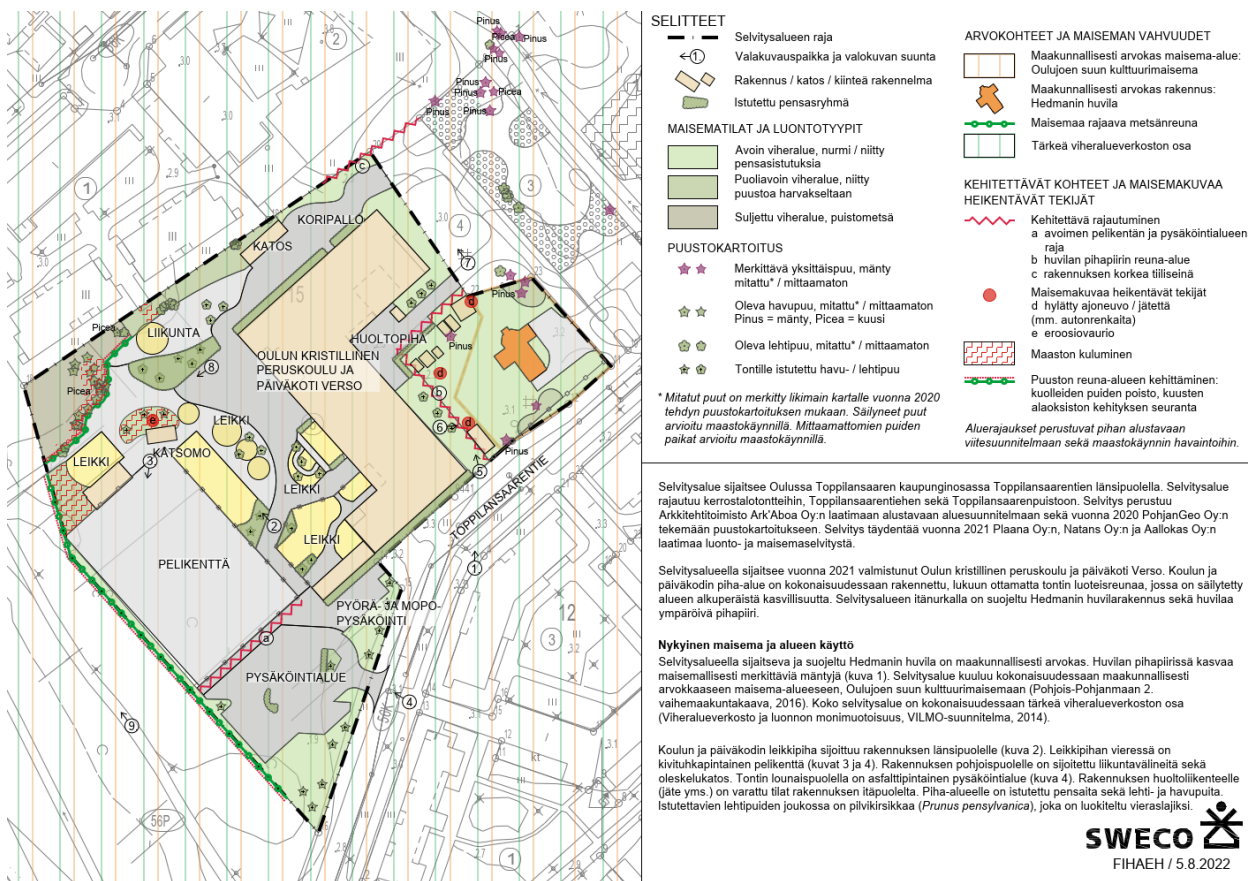 SELITTEET
Selvitysalueen raja
Valakuvauspaikka ja valokuvan suunta
Rakennus / katos / kiinteä rakennelma
Istutettu pensasryhmä
MAISEMATILAT JA LUONTOTYYPIT
Avoin viheralue, nurmi / niitty
pensasistutuksia
Puoliavoin viheralue, niitty
puustoa harvakseltaan
Suljettu viheralue, puistometsä
PUUSTOKARTOITUS
Merkittävä yksittäispuu, mänty
mitattu* / mittaamaton
Oleva havupuu, mitattu* / mittaamaton
Pinus = mänty, Picea = kuusi
Oleva lehtipuu, mitattu* / mittaamaton
Tontille istutettu havu- / lehtipuu
* Mitatut puut on merkitty likimain kartalle vuonna 2020
tehdyn puustokartoituksen mukaan. Säilyneet puut
arvioitu maastokäynnillä. Mittaamattomien puiden
paikat arvioitu maastokäynnillä.
ARVOKOHTEET JA MAISEMAN VAHVUUDET
Maakunnallisesti arvokas maisema-alue:
Oulujoen suun kulttuurimaisema
Maakunnallisesti arvokas rakennus:
Hedmanin huvila
Maisemaa rajaava metsänreuna
Tärkeä viheralueverkoston osa
KEHITETTÄVÄT KOHTEET JA MAISEMAKUVAA
HEIKENTÄVÄT TEKIJÄT
Kehitettävä rajautuminen
a avoimen pelikentän ja pysäköintialueen
raja
b huvilan pihapiirin reuna-alue
c rakennuksen korkea tiiliseinä
Maisemakuvaa heikentävät tekijät
d hylätty ajoneuvo / jätettä
(mm. autonrenkaita)
e eroosiovaurio
Maaston kuluminen
Puuston reuna-alueen kehittäminen:
kuolleiden puiden poisto, kuusten
alaoksiston kehityksen seuranta
Aluerajaukset perustuvat pihan alustavaan
viitesuunnitelmaan sekä maastokäynnin havaintoihin.
Selvitysalue sijaitsee Oulussa Toppilansaaren kaupunginosassa Toppilansaarentien länsipuolella. Selvitysalue
rajautuu kerrostalotontteihin, Toppilansaarentiehen sekä Toppilansaarenpuistoon. Selvitys perustuu
Arkkitehtitoimisto Ark'Aboa Oy:n laatimaan alustavaan aluesuunnitelmaan sekä vuonna 2020 PohjanGeo Oy:n
tekemään puustokartoitukseen. Selvitys täydentää vuonna 2021 Plaana Oy:n, Natans Oy:n ja Aallokas Oy:n
laatimaa luonto- ja maisemaselvitystä.
Selvitysalueella sijaitsee vuonna 2021 valmistunut Oulun kristillinen peruskoulu ja päiväkoti Verso. Koulun ja
päiväkodin piha-alue on kokonaisuudessaan rakennettu, lukuun ottamatta tontin luoteisreunaa, jossa on säilytetty
alueen alkuperäistä kasvillisuutta. Selvitysalueen itänurkalla on suojeltu Hedmanin huvilarakennus sekä huvilaa
ympäröivä pihapiiri.
Nykyinen maisema ja alueen käyttö
Selvitysalueella sijaitseva ja suojeltu Hedmanin huvila on maakunnallisesti arvokas. Huvilan pihapiirissä kasvaa
maisemallisesti merkittäviä mäntyjä (kuva 1). Selvitysalue kuuluu kokonaisuudessaan maakunnallisesti
arvokkaaseen maisema-alueeseen, Oulujoen suun kulttuurimaisemaan (Pohjois-Pohjanmaan 2.
vaihemaakuntakaava, 2016). Koko selvitysalue on kokonaisuudessaan tärkeä viheralueverkoston osa
(Viheralueverkosto ja luonnon monimuotoisuus, VILMO-suunnitelma, 2014).
Koulun ja päiväkodin leikkipiha sijoittuu rakennuksen länsipuolelle (kuva 2). Leikkipihan vieressä on
kivituhkapintainen pelikenttä (kuvat 3 ja 4). Rakennuksen pohjoispuolelle on sijoitettu liikuntavälineitä sekä
oleskelukatos. Tontin lounaispuolella on asfalttipintainen pysäköintialue (kuva 4). Rakennuksen huoltoliikenteelle
(jäte yms.) on varattu tilat rakennuksen itäpuolelta. Piha-alueelle on istutettu pensaita sekä lehti- ja havupuita.
Istutettavien lehtipuiden joukossa on pilvikirsikkaa (Prunus pensylvanica), joka on luokiteltu vieraslajiksi.
SWECO
FIHAEH / 5.8.2022
Pinus
Picea
Pinus
Pinus
Pinus
Pinus
Picea
Pinus
Pinus
KORIPALLO
KATOS
LIIKUNTA
HUOLTOPIHA
OULUN KRISTILLINEN
PERUSKOULU JA
PÄIVÄKOTI VERSO
Picea
Picea
Pinus
Pinus
Pinus
LEIKKI
KATSOMO
LEIKKI
LEIKKI
LEIKKI
PELIKENTTÄ
PYÖRÄ- JA MOPO-
PYSÄKÖINTI
PYSÄKÖINTIALUE
TOPPILANSAARENTIE
56P